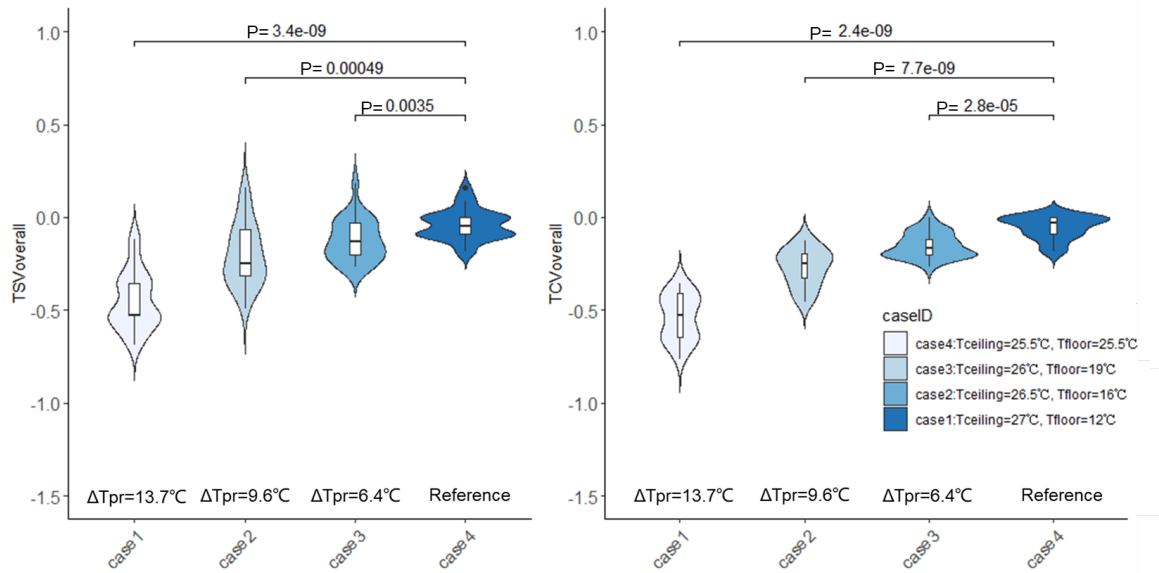 1.0
0.5
0.0
-0.5
-1.0
-1.5
TSVoverall
P= 3.4e-09
P= 0.00049
P= 0.0035
ΔTpr=13.7℃
ΔTpr=9.6℃
ΔTpr=6.4℃
Reference
case1
case2
case3
case4
1.0
0.5
0.0
-0.5
-1.0
-1.5
TCVoverall
P= 2.4e-09
P= 7.7e-09
P= 2.8e-05
caseID
case4:Tceiling=25.5℃, Tfloor=25.5℃
case3:Tceiling=26℃, Tfloor=19℃
case2:Tceiling=26.5℃, Tfloor=16℃
case1:Tceiling=27℃, Tfloor=12℃
ΔTpr=13.7℃
ΔTpr=9.6℃
ΔTpr=6.4℃
Reference
case1
case2
case3
case4